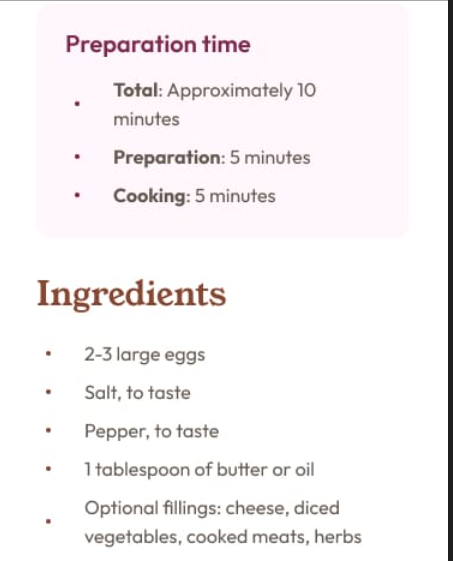 Preparation time
• Total: Approximately 10
minutes
• Preparation: 5 minutes
• Cooking: 5 minutes
Ingredients
• 2-3 large eggs
• Salt, to taste
• Pepper, to taste
• 1 tablespoon of butter or oil
• Optional fillings: cheese, diced
vegetables, cooked meats, herbs